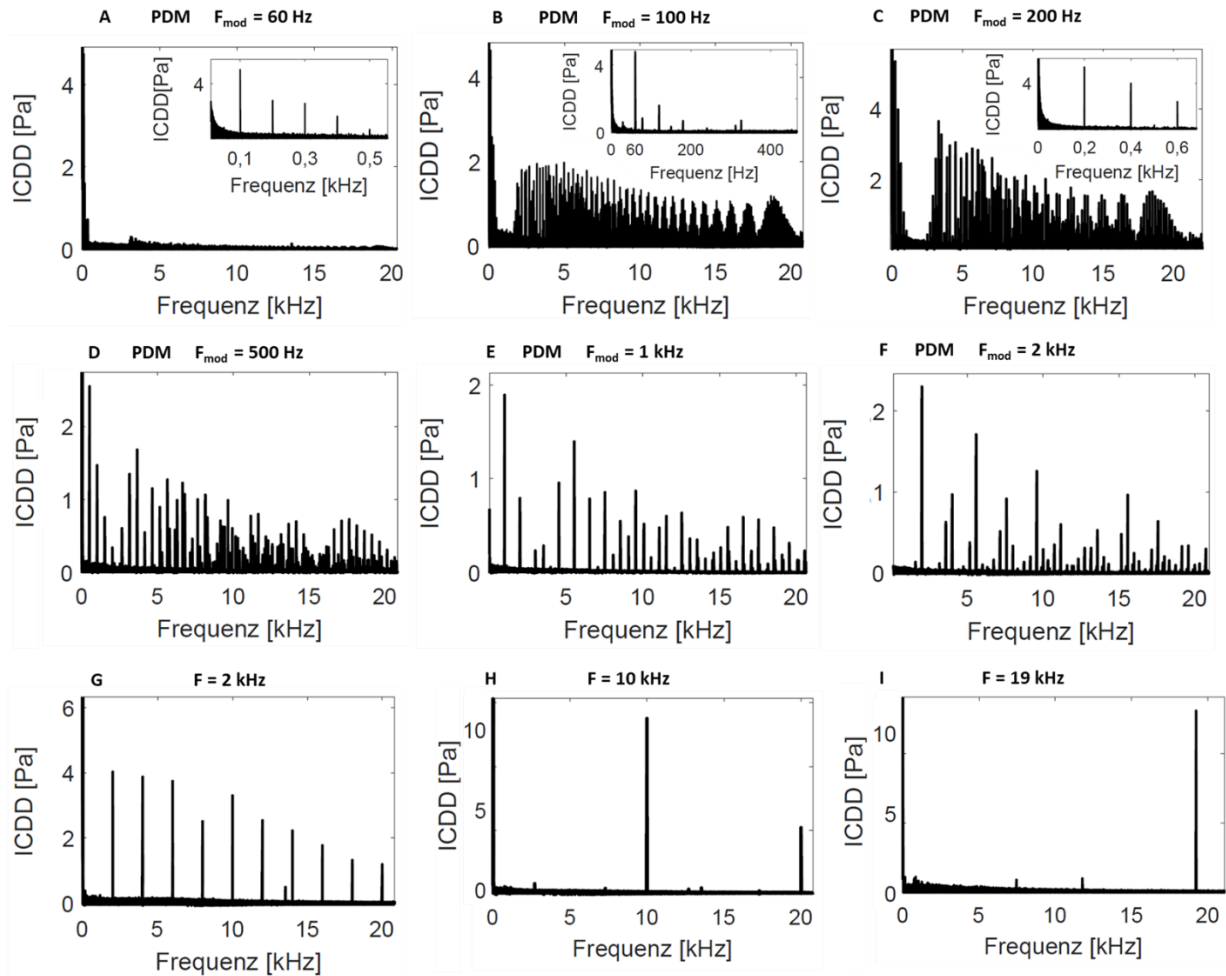 A PDM Fmod = 60 Hz
B PDM Fmod = 100 Hz
C PDM Fmod = 200 Hz
ICDD [Pa]
4
2
0
0 5 10 15 20
Frequenz [kHz]
ICDD[Pa]
4
0,1 0,3 0,5
Frequenz [kHz]
ICDD [Pa]
4
2
0
0 5 10 15 20
Frequenz [kHz]
ICDD [Pa]
4
0
0 60 200 400
Frequenz [Hz]
ICDD [Pa]
6
4
2
0 5 10 15 20
Frequenz [kHz]
ICDD [Pa]
4
0 0,2 0,4 0,6
Frequenz [kHz]
D PDM Fmod = 500 Hz
E PDM Fmod = 1 kHz
F PDM Fmod = 2 kHz
ICDD [Pa]
2
1
0
0 5 10 15 20
Frequenz [kHz]
ICDD [Pa]
2
1
0
5 10 15 20
Frequenz [kHz]
ICDD [Pa]
2
1
0
5 10 15 20
Frequenz [kHz]
G F = 2 kHz
H F = 10 kHz
I F = 19 kHz
ICDD [Pa]
6
4
2
0
0 5 10 15 20
Frequenz [kHz]
ICDD [Pa]
10
5
0
0 5 10 15 20
Frequenz [kHz]
ICDD [Pa]
10
5
0
0 5 10 15 20
Frequenz [kHz]